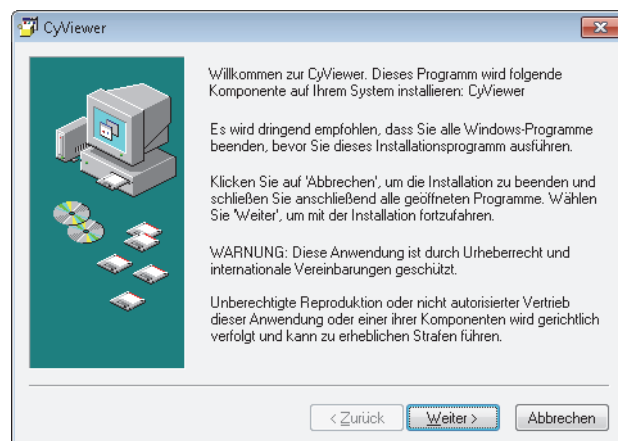 CyViewer
Willkommen zur CyViewer. Dieses Programm wird folgende
Komponente auf Ihrem System installieren: CyViewer
Es wird dringend empfohlen, dass Sie alle Windows-Programme
beenden, bevor Sie dieses Installationsprogramm ausführen.
Klicken Sie auf 'Abbrechen', um die Installation zu beenden und
schließen Sie anschließend alle geöffneten Programme. Wählen
Sie 'Weiter', um mit der Installation fortzufahren.
WARNUNG: Diese Anwendung ist durch Urheberrecht und
internationale Vereinbarungen geschützt.
Unberechtigte Reproduktion oder nicht autorisierter Vertrieb
dieser Anwendung oder einer ihrer Komponenten wird gerichtlich
verfolgt und kann zu erheblichen Strafen führen.
< Zurück Weiter > Abbrechen